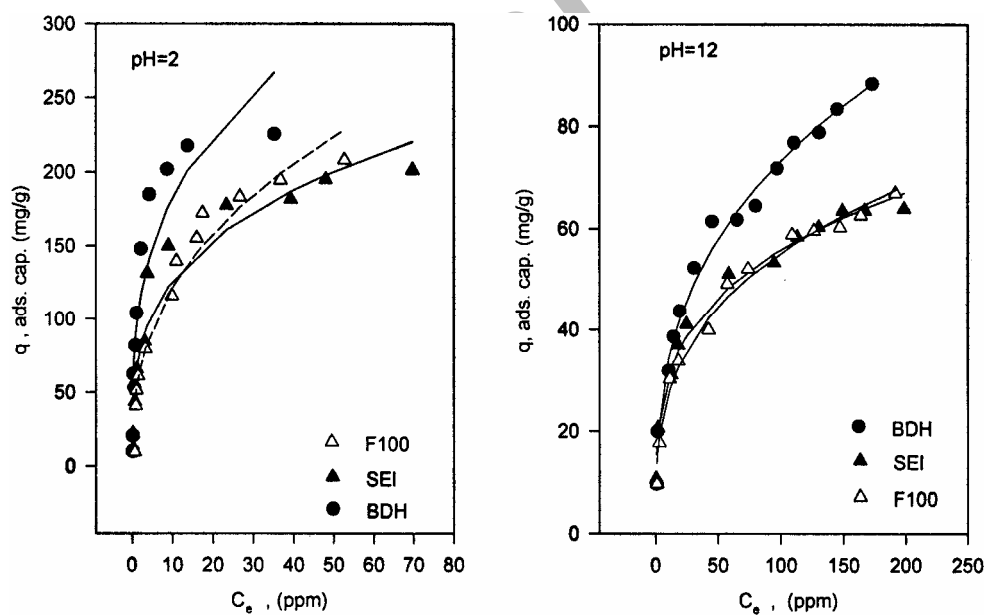 pH=2
300
250
200
150
100
50
0
q , ads. cap. (mg/g)
0 10 20 30 40 50 60 70 80
C_e , (ppm)
F100
SEI
BDH
pH=12
100
80
60
40
20
0
q, ads. cap. (mg/g)
0 50 100 150 200 250
C_e , (ppm)
BDH
SEI
F100